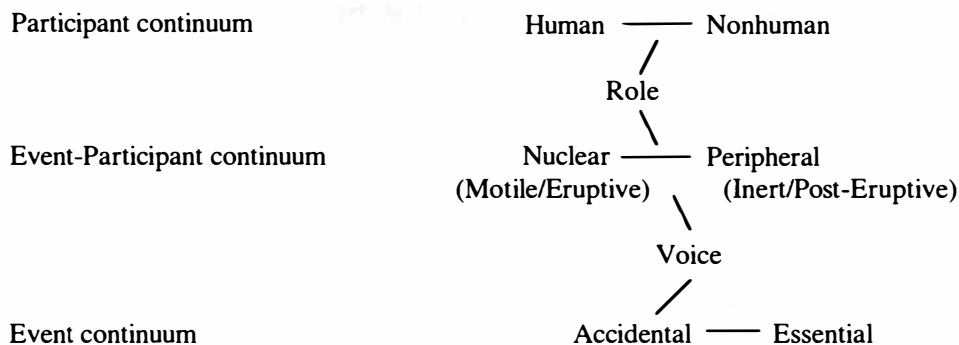 Participant continuum Human Nonhuman
Role
Event-Participant continuum Nuclear Peripheral
(Motile/Eruptive) (Inert/Post-Eruptive)
Voice
Event continuum Accidental Essential